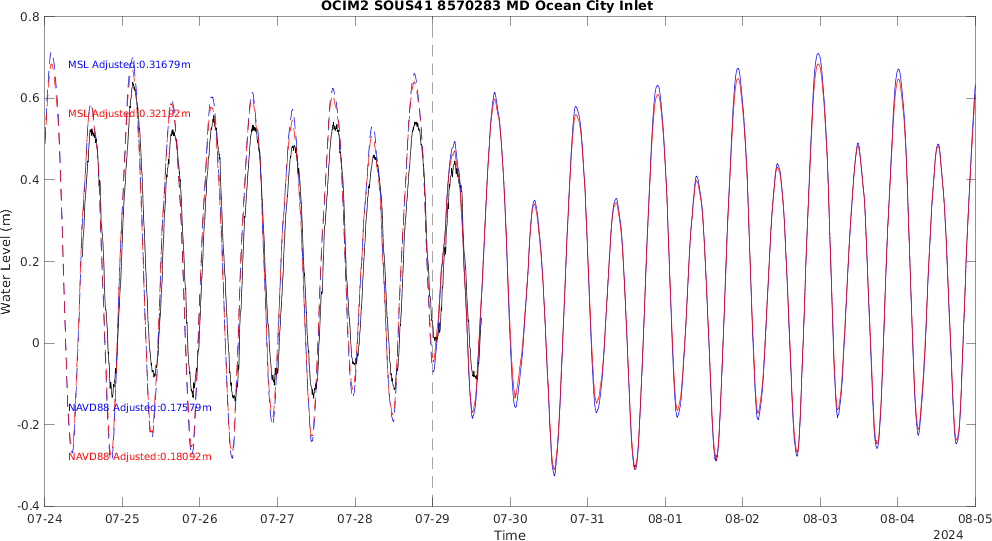 OCIM2 SOUS41 8570283 MD Ocean City Inlet
0.8
0.6
0.4
0.2
0
-0.2
-0.4
Water Level (m)
MSL Adjusted:0.31679m
MSL Adjusted:0.32192m
NAVD88 Adjusted:0.17579m
NAVD88 Adjusted:0.18092m
07-24 07-25 07-26 07-27 07-28 07-29 07-30 07-31 08-01 08-02 08-03 08-04 08-05
Time
2024